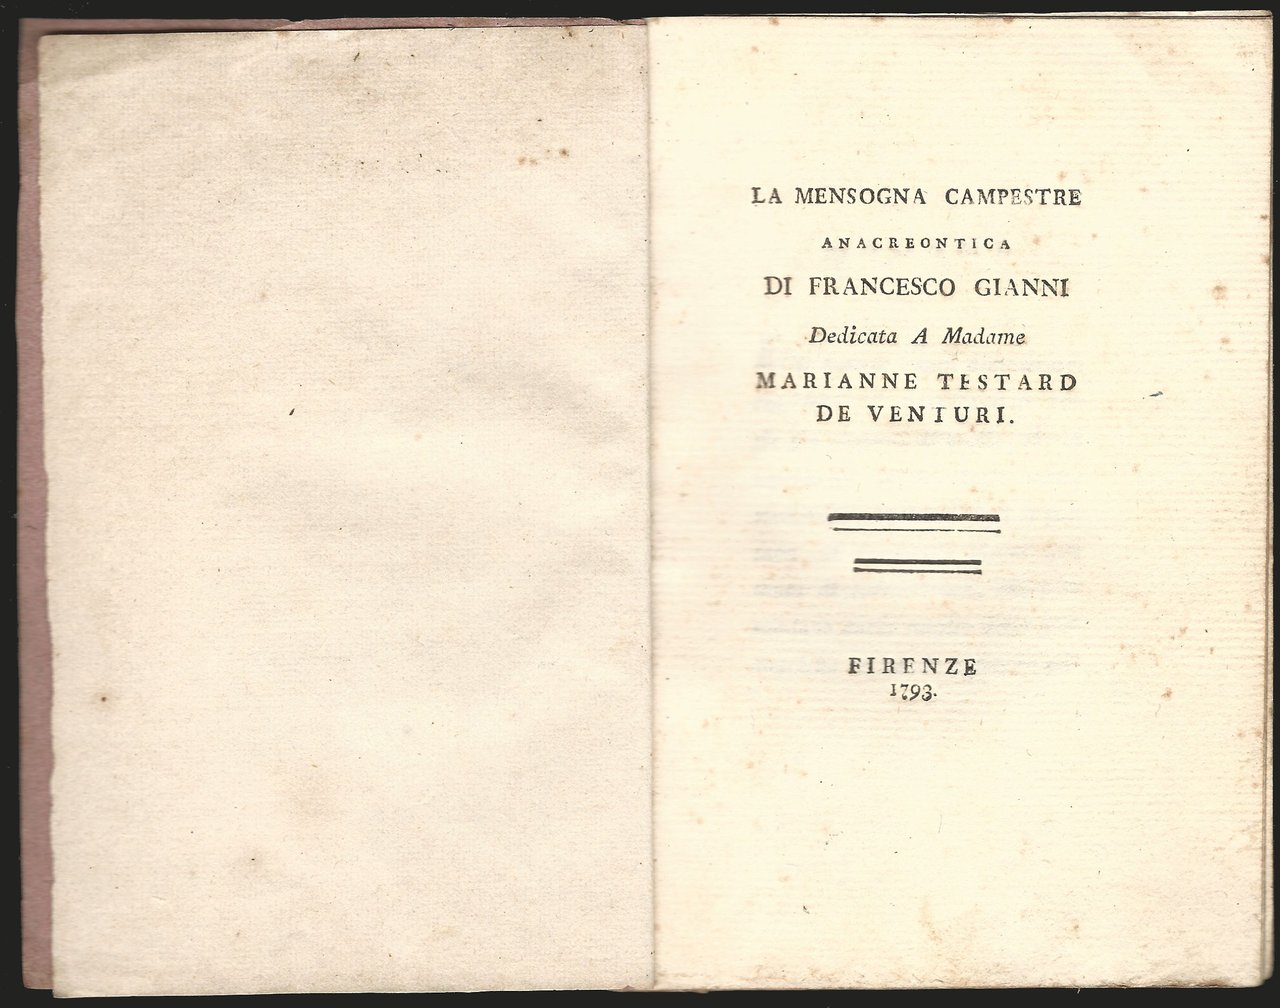 LA MENSOGNA CAMPESTRE
ANACREONTICA
DI FRANCESCO GIANNI
Dedicata A Madame
MARIANNE TESTARD
DE VENTURI.
FIRENZE
1793.